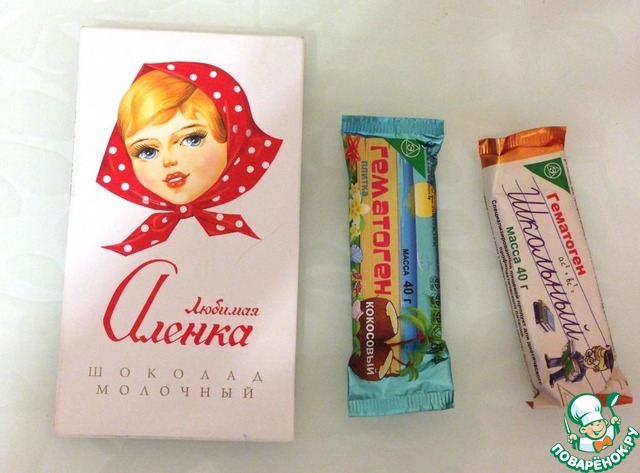 Любимая
Аленка
ШОКОЛАД
МОЛОЧНЫЙ
гематоген
плитка
МАССА 40 г
КОКОСОВЫЙ
Гематоген
Школьный
масса 40 г
ПОВАРЁНОК.РУ